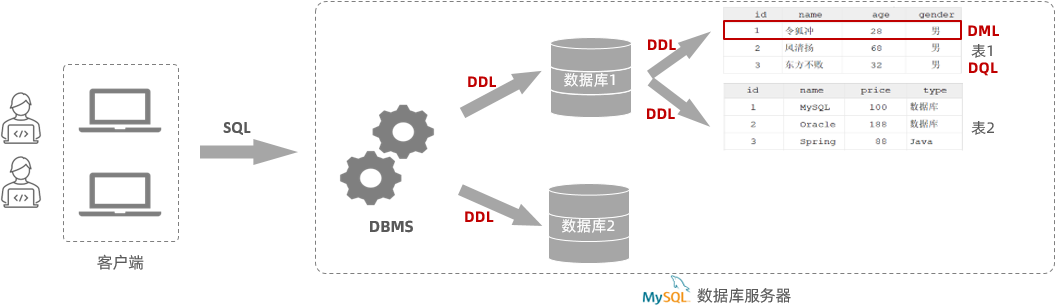 SQL
客户端
DBMS
DDL
DDL
数据库1
数据库2
DDL
DDL
id name age gender
1 令狐冲 28 男
2 风清扬 68 男
3 东方不败 32 男
DML
表1
DQL
id name price type
1 MySQL 100 数据库
2 Oracle 188 数据库
3 Spring 88 Java
表2
MySQL 数据库服务器